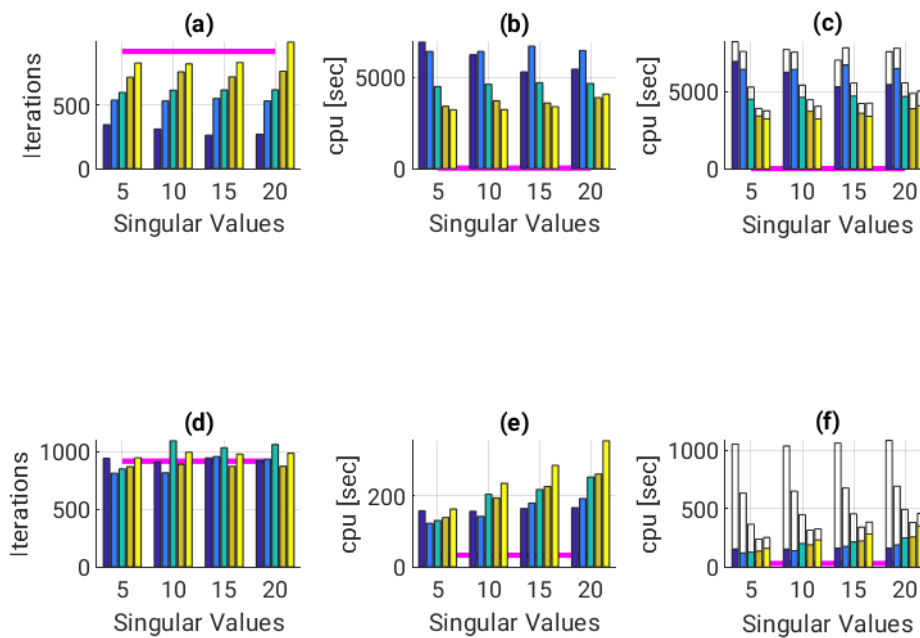 (a)
Iterations
500
0
5 10 15 20
Singular Values
(b)
cpu [sec]
5000
0
5 10 15 20
Singular Values
(c)
cpu [sec]
5000
0
5 10 15 20
Singular Values
(d)
Iterations
1000
500
0
5 10 15 20
Singular Values
(e)
cpu [sec]
200
0
5 10 15 20
Singular Values
(f)
cpu [sec]
1000
500
0
5 10 15 20
Singular Values